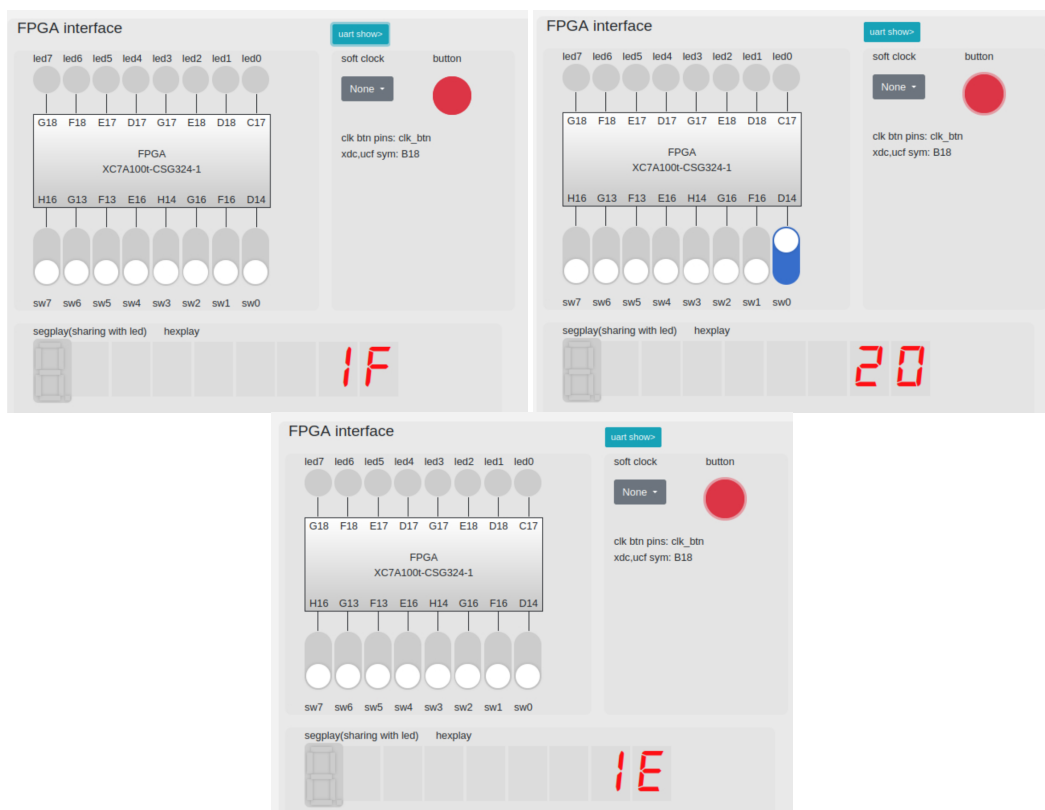 FPGA interface
uart show>
led7 led6 led5 led4 led3 led2 led1 led0
soft clock button
None
G18 F18 E17 D17 G17 E18 D18 C17
FPGA
XC7A100t-CSG324-1
clk btn pins: clk_btn
xdc,ucf sym: B18
H16 G13 F13 E16 H14 G16 F16 D14
sw7 sw6 sw5 sw4 sw3 sw2 sw1 sw0
segplay(sharing with led) hexplay
1F
FPGA interface
uart show>
led7 led6 led5 led4 led3 led2 led1 led0
soft clock button
None
G18 F18 E17 D17 G17 E18 D18 C17
FPGA
XC7A100t-CSG324-1
clk btn pins: clk_btn
xdc,ucf sym: B18
H16 G13 F13 E16 H14 G16 F16 D14
sw7 sw6 sw5 sw4 sw3 sw2 sw1 sw0
segplay(sharing with led) hexplay
20
FPGA interface
uart show>
led7 led6 led5 led4 led3 led2 led1 led0
soft clock button
None
G18 F18 E17 D17 G17 E18 D18 C17
FPGA
XC7A100t-CSG324-1
clk btn pins: clk_btn
xdc,ucf sym: B18
H16 G13 F13 E16 H14 G16 F16 D14
sw7 sw6 sw5 sw4 sw3 sw2 sw1 sw0
segplay(sharing with led) hexplay
1E